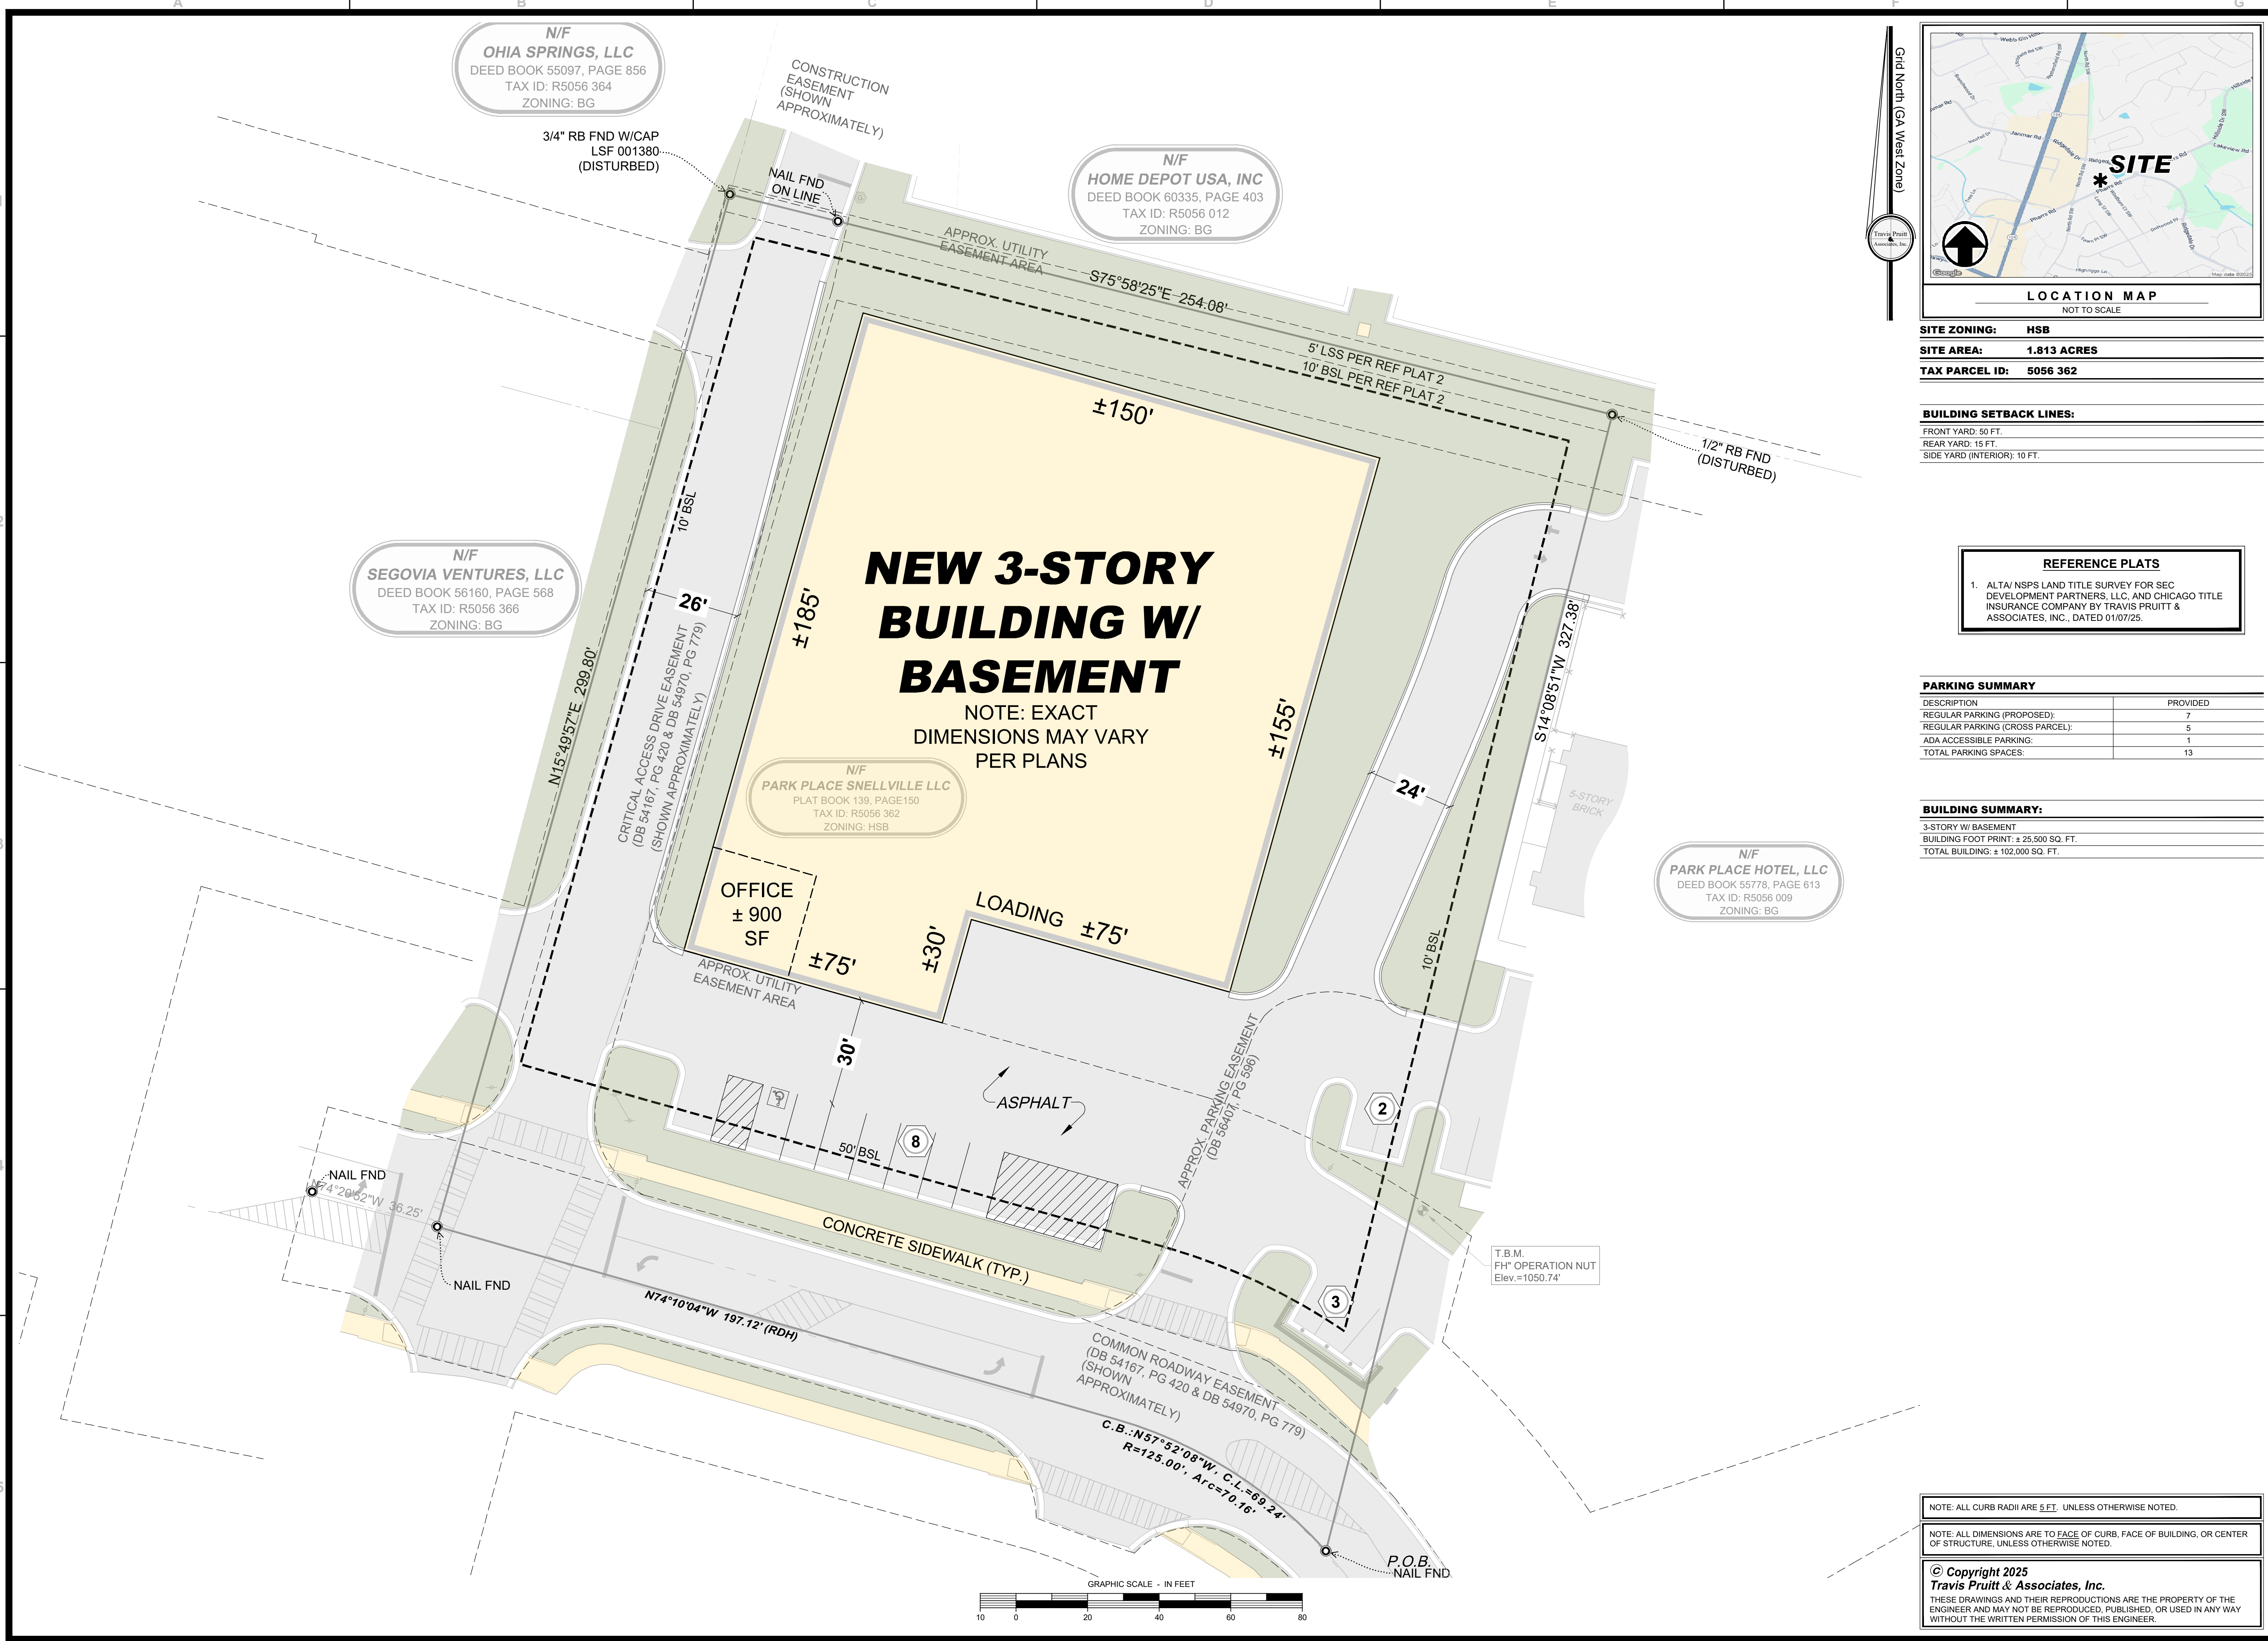 A
B
C
D
E
F
G
N/F
OHIA SPRINGS, LLC
DEED BOOK 55097, PAGE 856
TAX ID: R5056 364
ZONING: BG
CONSTRUCTION
EASEMENT
(SHOWN
APPROXIMATELY)
3/4" RB FND W/CAP
LSF 001380
(DISTURBED)
NAIL FND
ON LINE
N/F
HOME DEPOT USA, INC
DEED BOOK 60335, PAGE 403
TAX ID: R5056 012
ZONING: BG
APPROX. UTILITY
EASEMENT AREA
S75°58'25"E 254.08'
5' LSS PER REF PLAT 2
10' BSL PER REF PLAT 2
1/2" RB FND
(DISTURBED)
±150'
10' BSL
N/F
SEGOVIA VENTURES, LLC
DEED BOOK 56160, PAGE 568
TAX ID: R5056 366
ZONING: BG
26'
±185'
NEW 3-STORY
BUILDING W/
BASEMENT
NOTE: EXACT
DIMENSIONS MAY VARY
PER PLANS
N15°49'57"E 299.80'
CRITICAL ACCESS DRIVE EASEMENT
(DB 54167, PG 420 & DB 54970, PG 779)
(SHOWN APPROXIMATELY)
±155'
24'
S14°08'51"W 327.38'
5-STORY
BRICK
N/F
PARK PLACE SNELLVILLE LLC
PLAT BOOK 139, PAGE150
TAX ID: R5056 362
ZONING: HSB
N/F
PARK PLACE HOTEL, LLC
DEED BOOK 55778, PAGE 613
TAX ID: R5056 009
ZONING: BG
OFFICE
± 900
SF
±75'
±30'
LOADING ±75'
10' BSL
APPROX. UTILITY
EASEMENT AREA
30'
ASPHALT
APPROX. PARKING EASEMENT
(DB 56407, PG 596)
2
8
50' BSL
NAIL FND
N74°29'52"W 36.25'
NAIL FND
CONCRETE SIDEWALK (TYP.)
T.B.M.
FH" OPERATION NUT
Elev.=1050.74'
3
N74°10'04"W 197.12' (RDH)
COMMON ROADWAY EASEMENT
(DB 54167, PG 420 & DB 54970, PG 779)
(SHOWN
APPROXIMATELY)
C.B.:N57°52'08"W, C.L.=69.24'
R=125.00', Arc=70.16'
P.O.B.
NAIL FND
GRAPHIC SCALE - IN FEET
10 0 20 40 60 80
Grid North (GA West Zone)
Travis Pruitt
&
Associates, Inc.
Janmar Rd
Ridgedale Dr
Pharrs Rd
Pharrs Rd
Lakeview Rd
SITE
Google
Map data ©2025
LOCATION MAP
NOT TO SCALE
SITE ZONING: HSB
SITE AREA: 1.813 ACRES
TAX PARCEL ID: 5056 362
BUILDING SETBACK LINES:
FRONT YARD: 50 FT.
REAR YARD: 15 FT.
SIDE YARD (INTERIOR): 10 FT.
REFERENCE PLATS
1. ALTA/ NSPS LAND TITLE SURVEY FOR SEC
DEVELOPMENT PARTNERS, LLC, AND CHICAGO TITLE
INSURANCE COMPANY BY TRAVIS PRUITT &
ASSOCIATES, INC., DATED 01/07/25.
PARKING SUMMARY
DESCRIPTION PROVIDED
REGULAR PARKING (PROPOSED): 7
REGULAR PARKING (CROSS PARCEL): 5
ADA ACCESSIBLE PARKING: 1
TOTAL PARKING SPACES: 13
BUILDING SUMMARY:
3-STORY W/ BASEMENT
BUILDING FOOT PRINT: ± 25,500 SQ. FT.
TOTAL BUILDING: ± 102,000 SQ. FT.
NOTE: ALL CURB RADII ARE 5 FT. UNLESS OTHERWISE NOTED.
NOTE: ALL DIMENSIONS ARE TO FACE OF CURB, FACE OF BUILDING, OR CENTER
OF STRUCTURE, UNLESS OTHERWISE NOTED.
© Copyright 2025
Travis Pruitt & Associates, Inc.
THESE DRAWINGS AND THEIR REPRODUCTIONS ARE THE PROPERTY OF THE
ENGINEER AND MAY NOT BE REPRODUCED, PUBLISHED, OR USED IN ANY WAY
WITHOUT THE WRITTEN PERMISSION OF THIS ENGINEER.